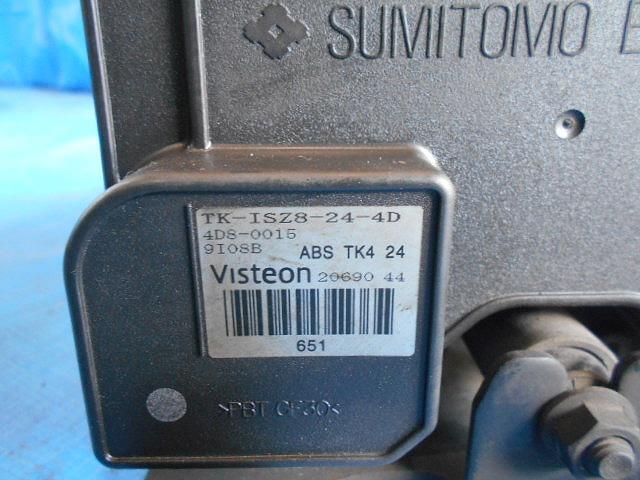 SUMITOMO E
TK-ISZ8-24-4D
4D8-0015
9I08B ABS TK4 24
Visteon 20690 44
651
>PBT GF30<